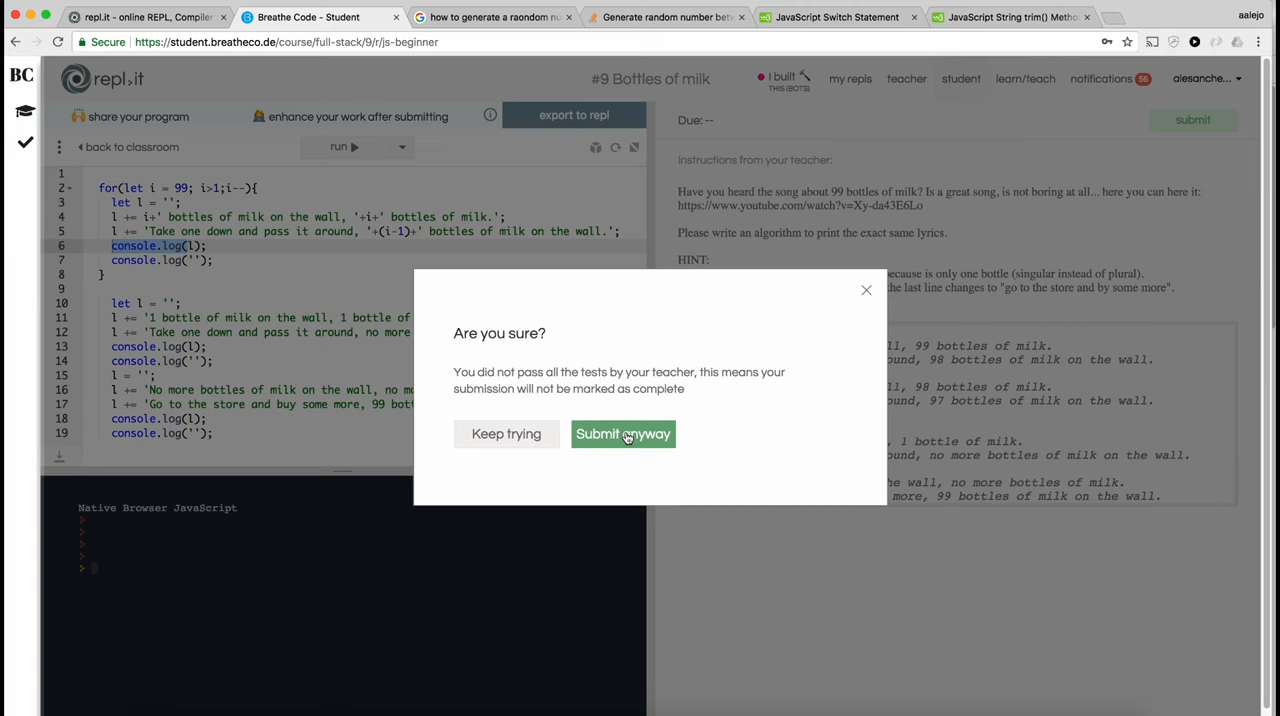 repl.it - online REPL, Compiler
Breathe Code - Student
how to generate a raondom nu
Generate random number betw
JavaScript Switch Statement
JavaScript String trim() Metho
aalejo
Secure
https://student.breatheco.de/course/full-stack/9/r/js-beginner
BC
repl.it
#9 Bottles of milk
I built
THIS (BOTS)
my repls
teacher
student
learn/teach
notifications 56
alesanche...
🙌 share your program
enhance your work after submitting
export to repl
Due: --
submit
back to classroom
run
Instructions from your teacher:
Have you heard the song about 99 bottles of milk? Is a great song, is not boring at all... here you can here it:
https://www.youtube.com/watch?v=Xy-da43E6Lo
Please write an algorithm to print the exact same lyrics.
HINT:
ecause is only one bottle (singular instead of plural).
the last line changes to "go to the store and by some more".
ll, 99 bottles of milk.
ound, 98 bottles of milk on the wall.
ll, 98 bottles of milk.
ound, 97 bottles of milk on the wall.
, 1 bottle of milk.
ound, no more bottles of milk on the wall.
he wall, no more bottles of milk.
more, 99 bottles of milk on the wall.
1
2 for(let i = 99; i>1;i--){
3 let l = '';
4 l += i+' bottles of milk on the wall, '+i+' bottles of milk.';
5 l += 'Take one down and pass it around, '+(i-1)+' bottles of milk on the wall.';
6 console.log(l);
7 console.log('');
8 }
9
10 let l = '';
11 l += '1 bottle of milk on the wall, 1 bottle of
12 l += 'Take one down and pass it around, no more
13 console.log(l);
14 console.log('');
15 l = '';
16 l += 'No more bottles of milk on the wall, no mo
17 l += 'Go to the store and buy some more, 99 bott
18 console.log(l);
19 console.log('');
Are you sure?
You did not pass all the tests by your teacher, this means your
submission will not be marked as complete
Keep trying
Submit anyway
Native Browser JavaScript
>
>
>
>
>